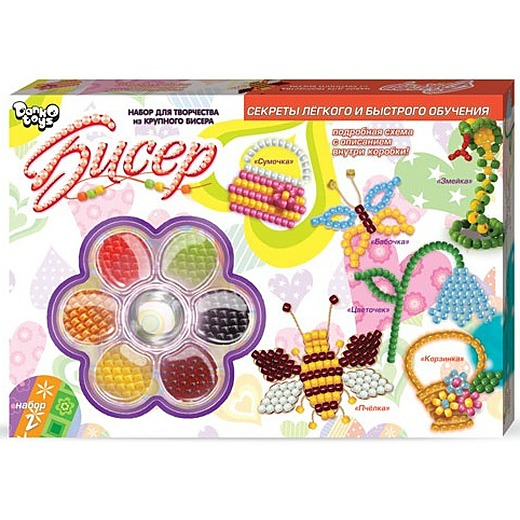 Danko
toys
НАБОР ДЛЯ ТВОРЧЕСТВА
из КРУПНОГО БИСЕРА
Бисер
СЕКРЕТЫ ЛЁГКОГО И БЫСТРОГО ОБУЧЕНИЯ
подробная схема
с описанием
внутри коробки!
«Сумочка»
«Змейка»
«Бабочка»
«Цветочек»
«Корзинка»
«Пчёлка»
«набор
2»